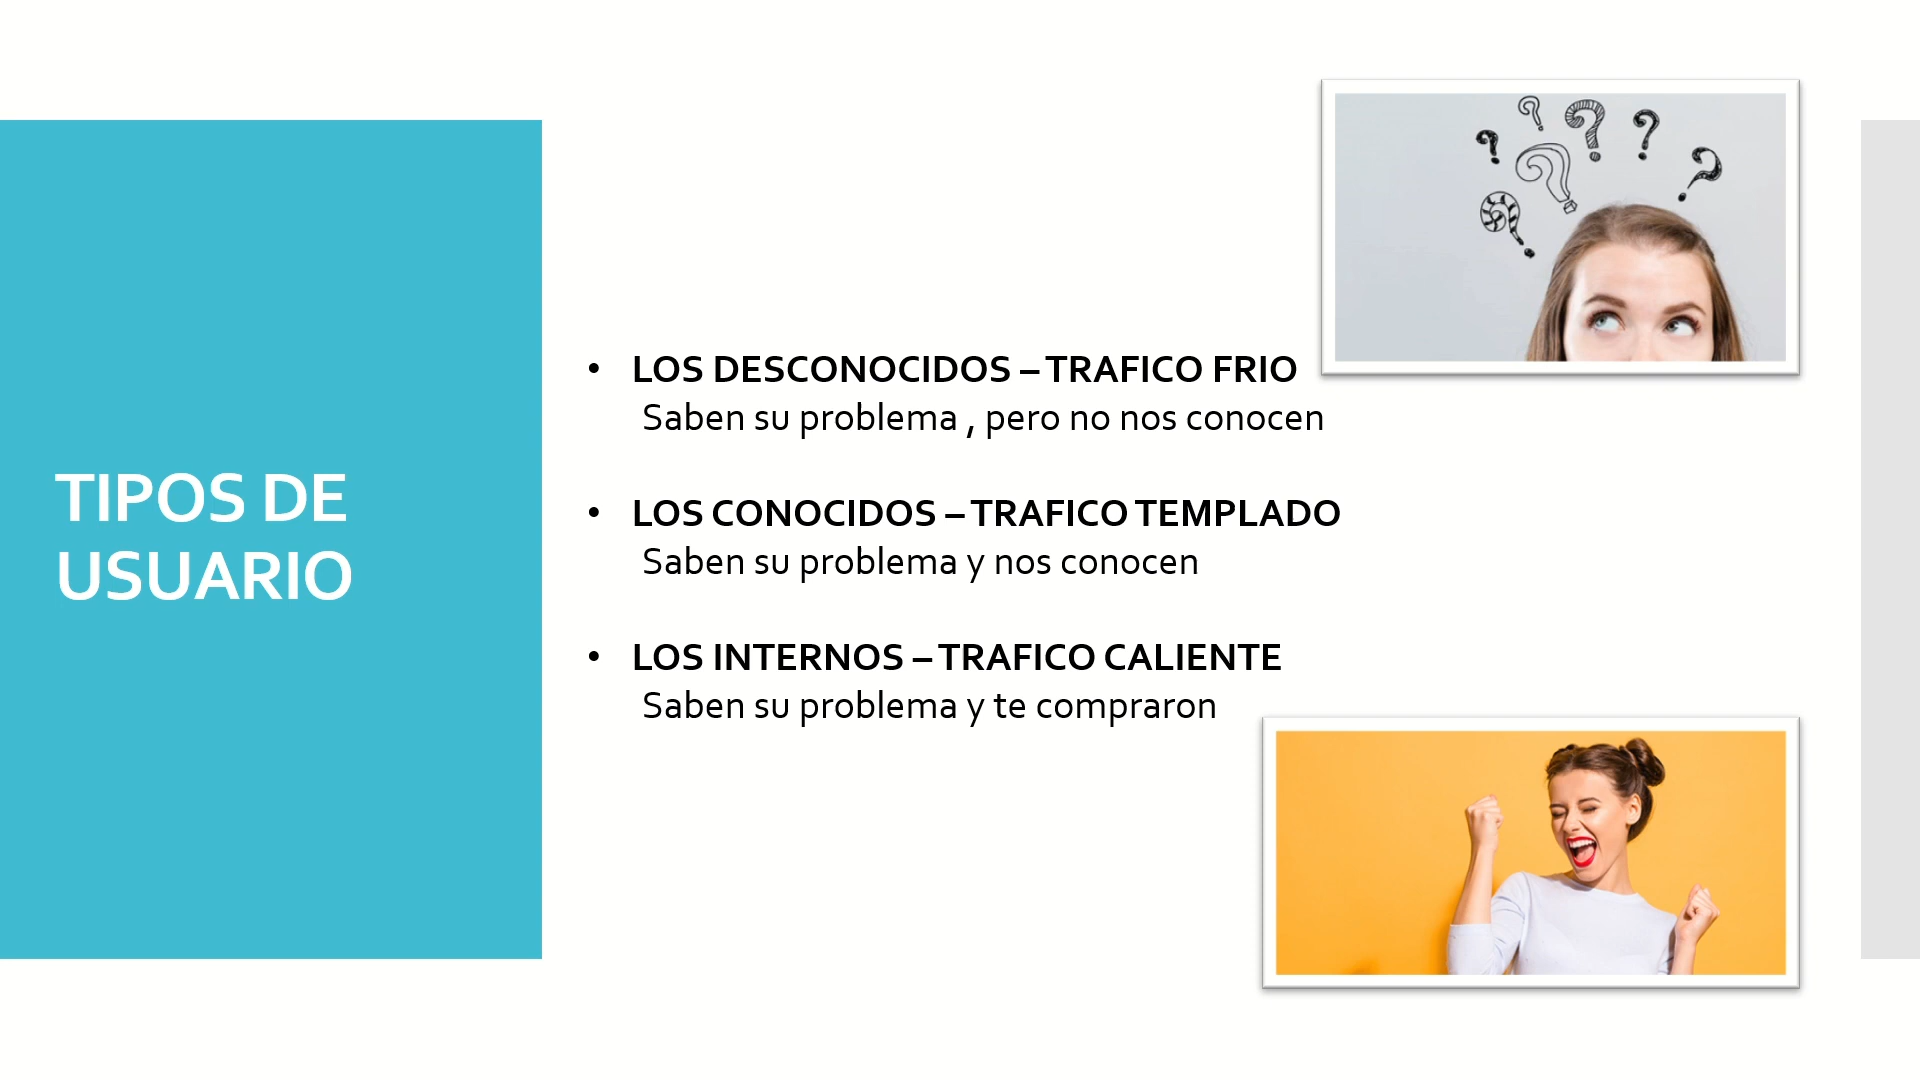 TIPOS DE
USUARIO
• LOS DESCONOCIDOS – TRAFICO FRIO
Saben su problema , pero no nos conocen
• LOS CONOCIDOS – TRAFICO TEMPLADO
Saben su problema y nos conocen
• LOS INTERNOS – TRAFICO CALIENTE
Saben su problema y te compraron